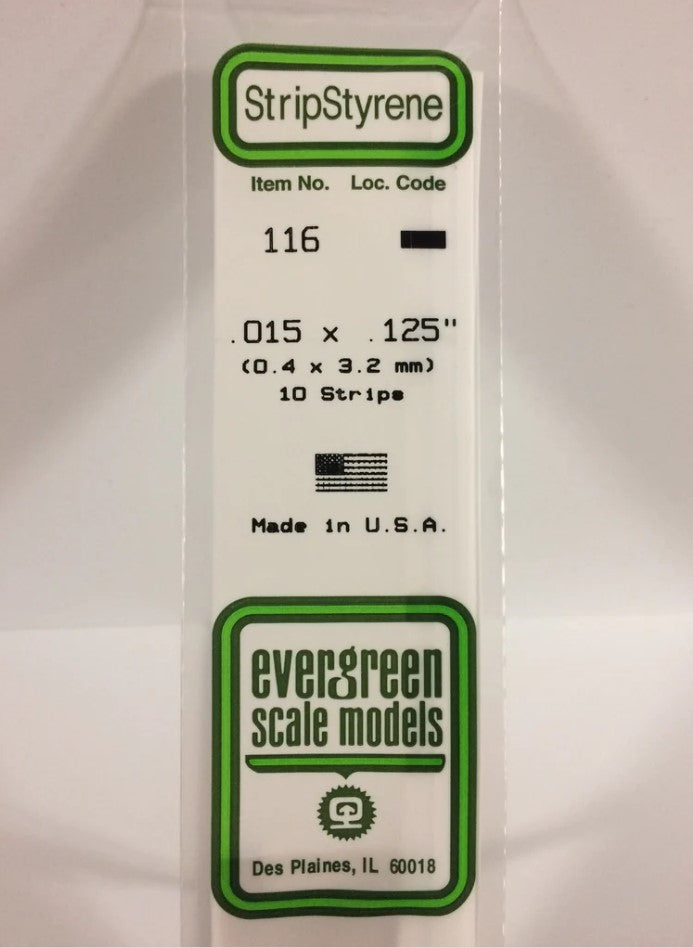 StripStyrene
Item No. Loc. Code
116
.015 x .125"
(0.4 x 3.2 mm)
10 Strips
Made in U.S.A.
evergreen
scale models
Des Plaines, IL 60018